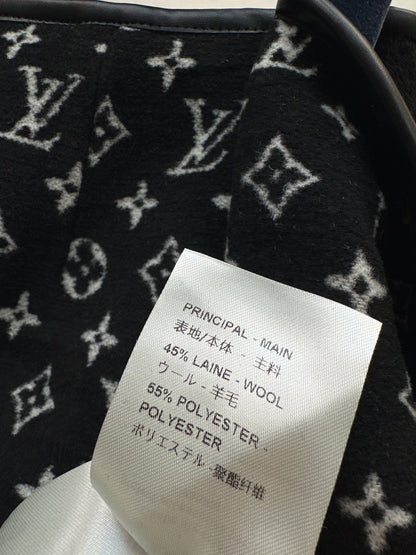 PRINCIPAL - MAIN
表地/本体 - 主料
45% LAINE - WOOL
ウール - 羊毛
55% POLYESTER -
POLYESTER
ポリエステル - 聚酯纤维